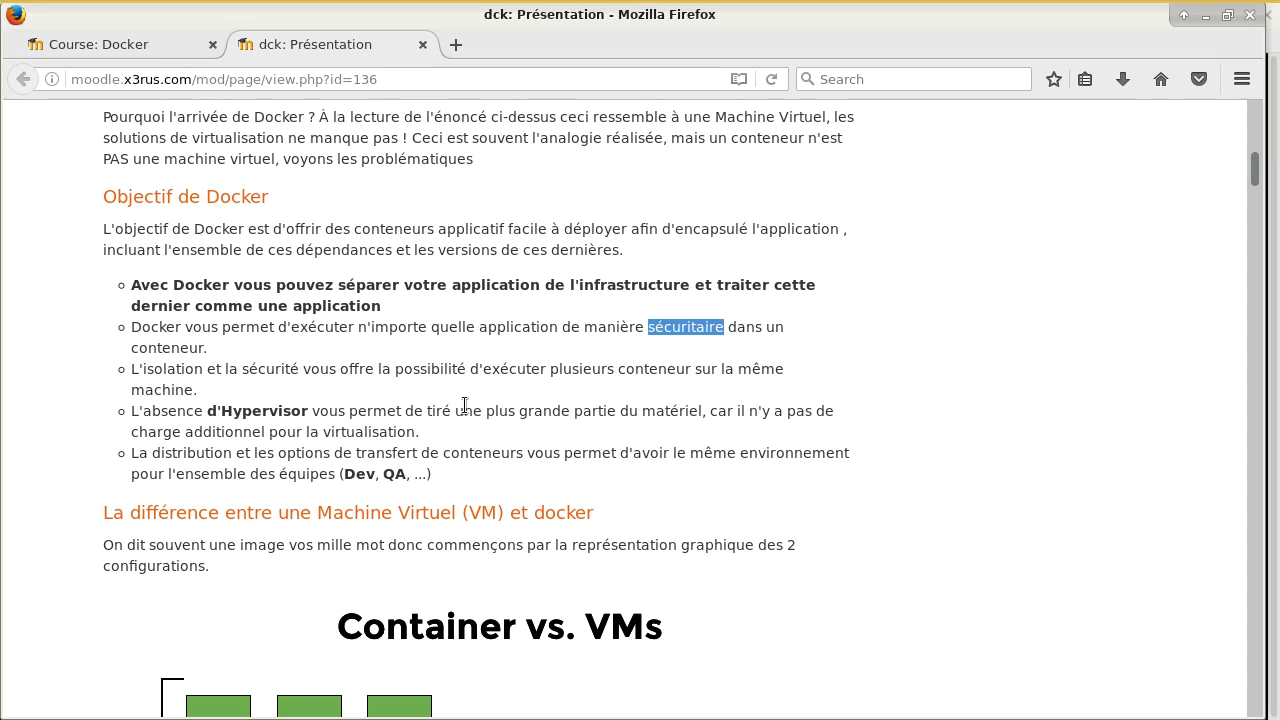 dck: Présentation - Mozilla Firefox
Course: Docker
dck: Présentation
moodle.x3rus.com/mod/page/view.php?id=136
Search
Pourquoi l'arrivée de Docker ? À la lecture de l'énoncé ci-dessus ceci ressemble à une Machine Virtuel, les
solutions de virtualisation ne manque pas ! Ceci est souvent l'analogie réalisée, mais un conteneur n'est
PAS une machine virtuel, voyons les problématiques
Objectif de Docker
L'objectif de Docker est d'offrir des conteneurs applicatif facile à déployer afin d'encapsulé l'application ,
incluant l'ensemble de ces dépendances et les versions de ces dernières.
Avec Docker vous pouvez séparer votre application de l'infrastructure et traiter cette
dernier comme une application
Docker vous permet d'exécuter n'importe quelle application de manière sécuritaire dans un
conteneur.
L'isolation et la sécurité vous offre la possibilité d'exécuter plusieurs conteneur sur la même
machine.
L'absence d'Hypervisor vous permet de tiré une plus grande partie du matériel, car il n'y a pas de
charge additionnel pour la virtualisation.
La distribution et les options de transfert de conteneurs vous permet d'avoir le même environnement
pour l'ensemble des équipes (Dev, QA, ...)
La différence entre une Machine Virtuel (VM) et docker
On dit souvent une image vos mille mot donc commençons par la représentation graphique des 2
configurations.
Container vs. VMs